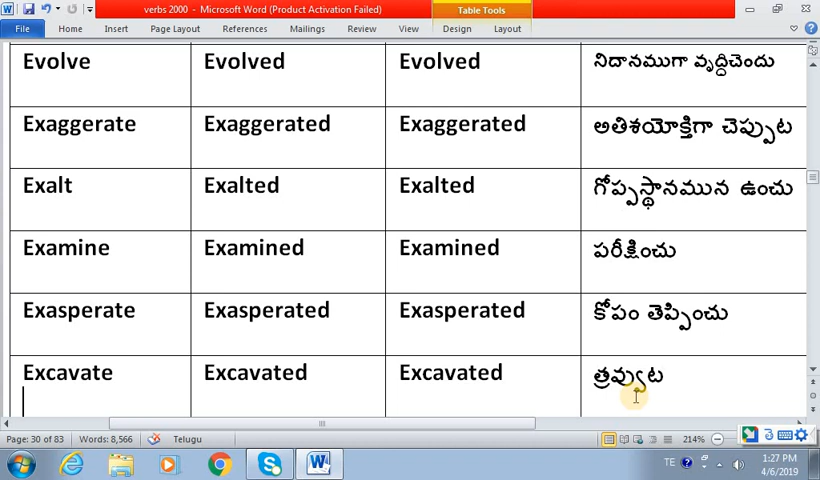 verbs 2000 - Microsoft Word (Product Activation Failed)
Table Tools
File Home Insert Page Layout References Mailings Review View Design Layout
Evolve Evolved Evolved నిదానముగా వృద్ధిచెందు
Exaggerate Exaggerated Exaggerated అతిశయోక్తిగా చెప్పుట
Exalt Exalted Exalted గోప్పస్థానమున ఉంచు
Examine Examined Examined పరీక్షించు
Exasperate Exasperated Exasperated కోపం తెప్పించు
Excavate Excavated Excavated త్రవ్వుట
Page: 30 of 83 Words: 8,566 Telugu 214%
TE 1:27 PM
4/6/2019